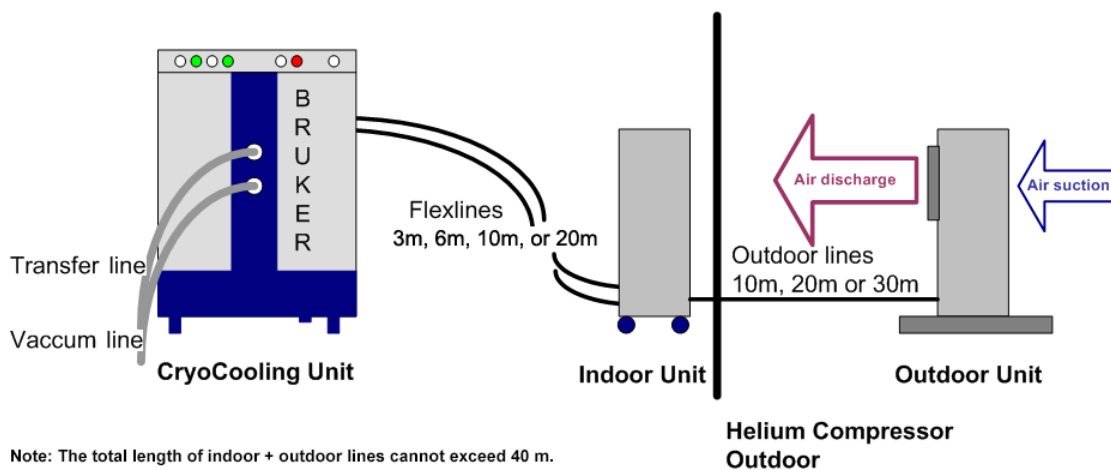 BRUKER
Transfer line
Vaccum line
CryoCooling Unit
Flexlines
3m, 6m, 10m, or 20m
Indoor Unit
Air discharge
Air suction
Outdoor lines
10m, 20m or 30m
Outdoor Unit
Helium Compressor
Outdoor
Note: The total length of indoor + outdoor lines cannot exceed 40 m.